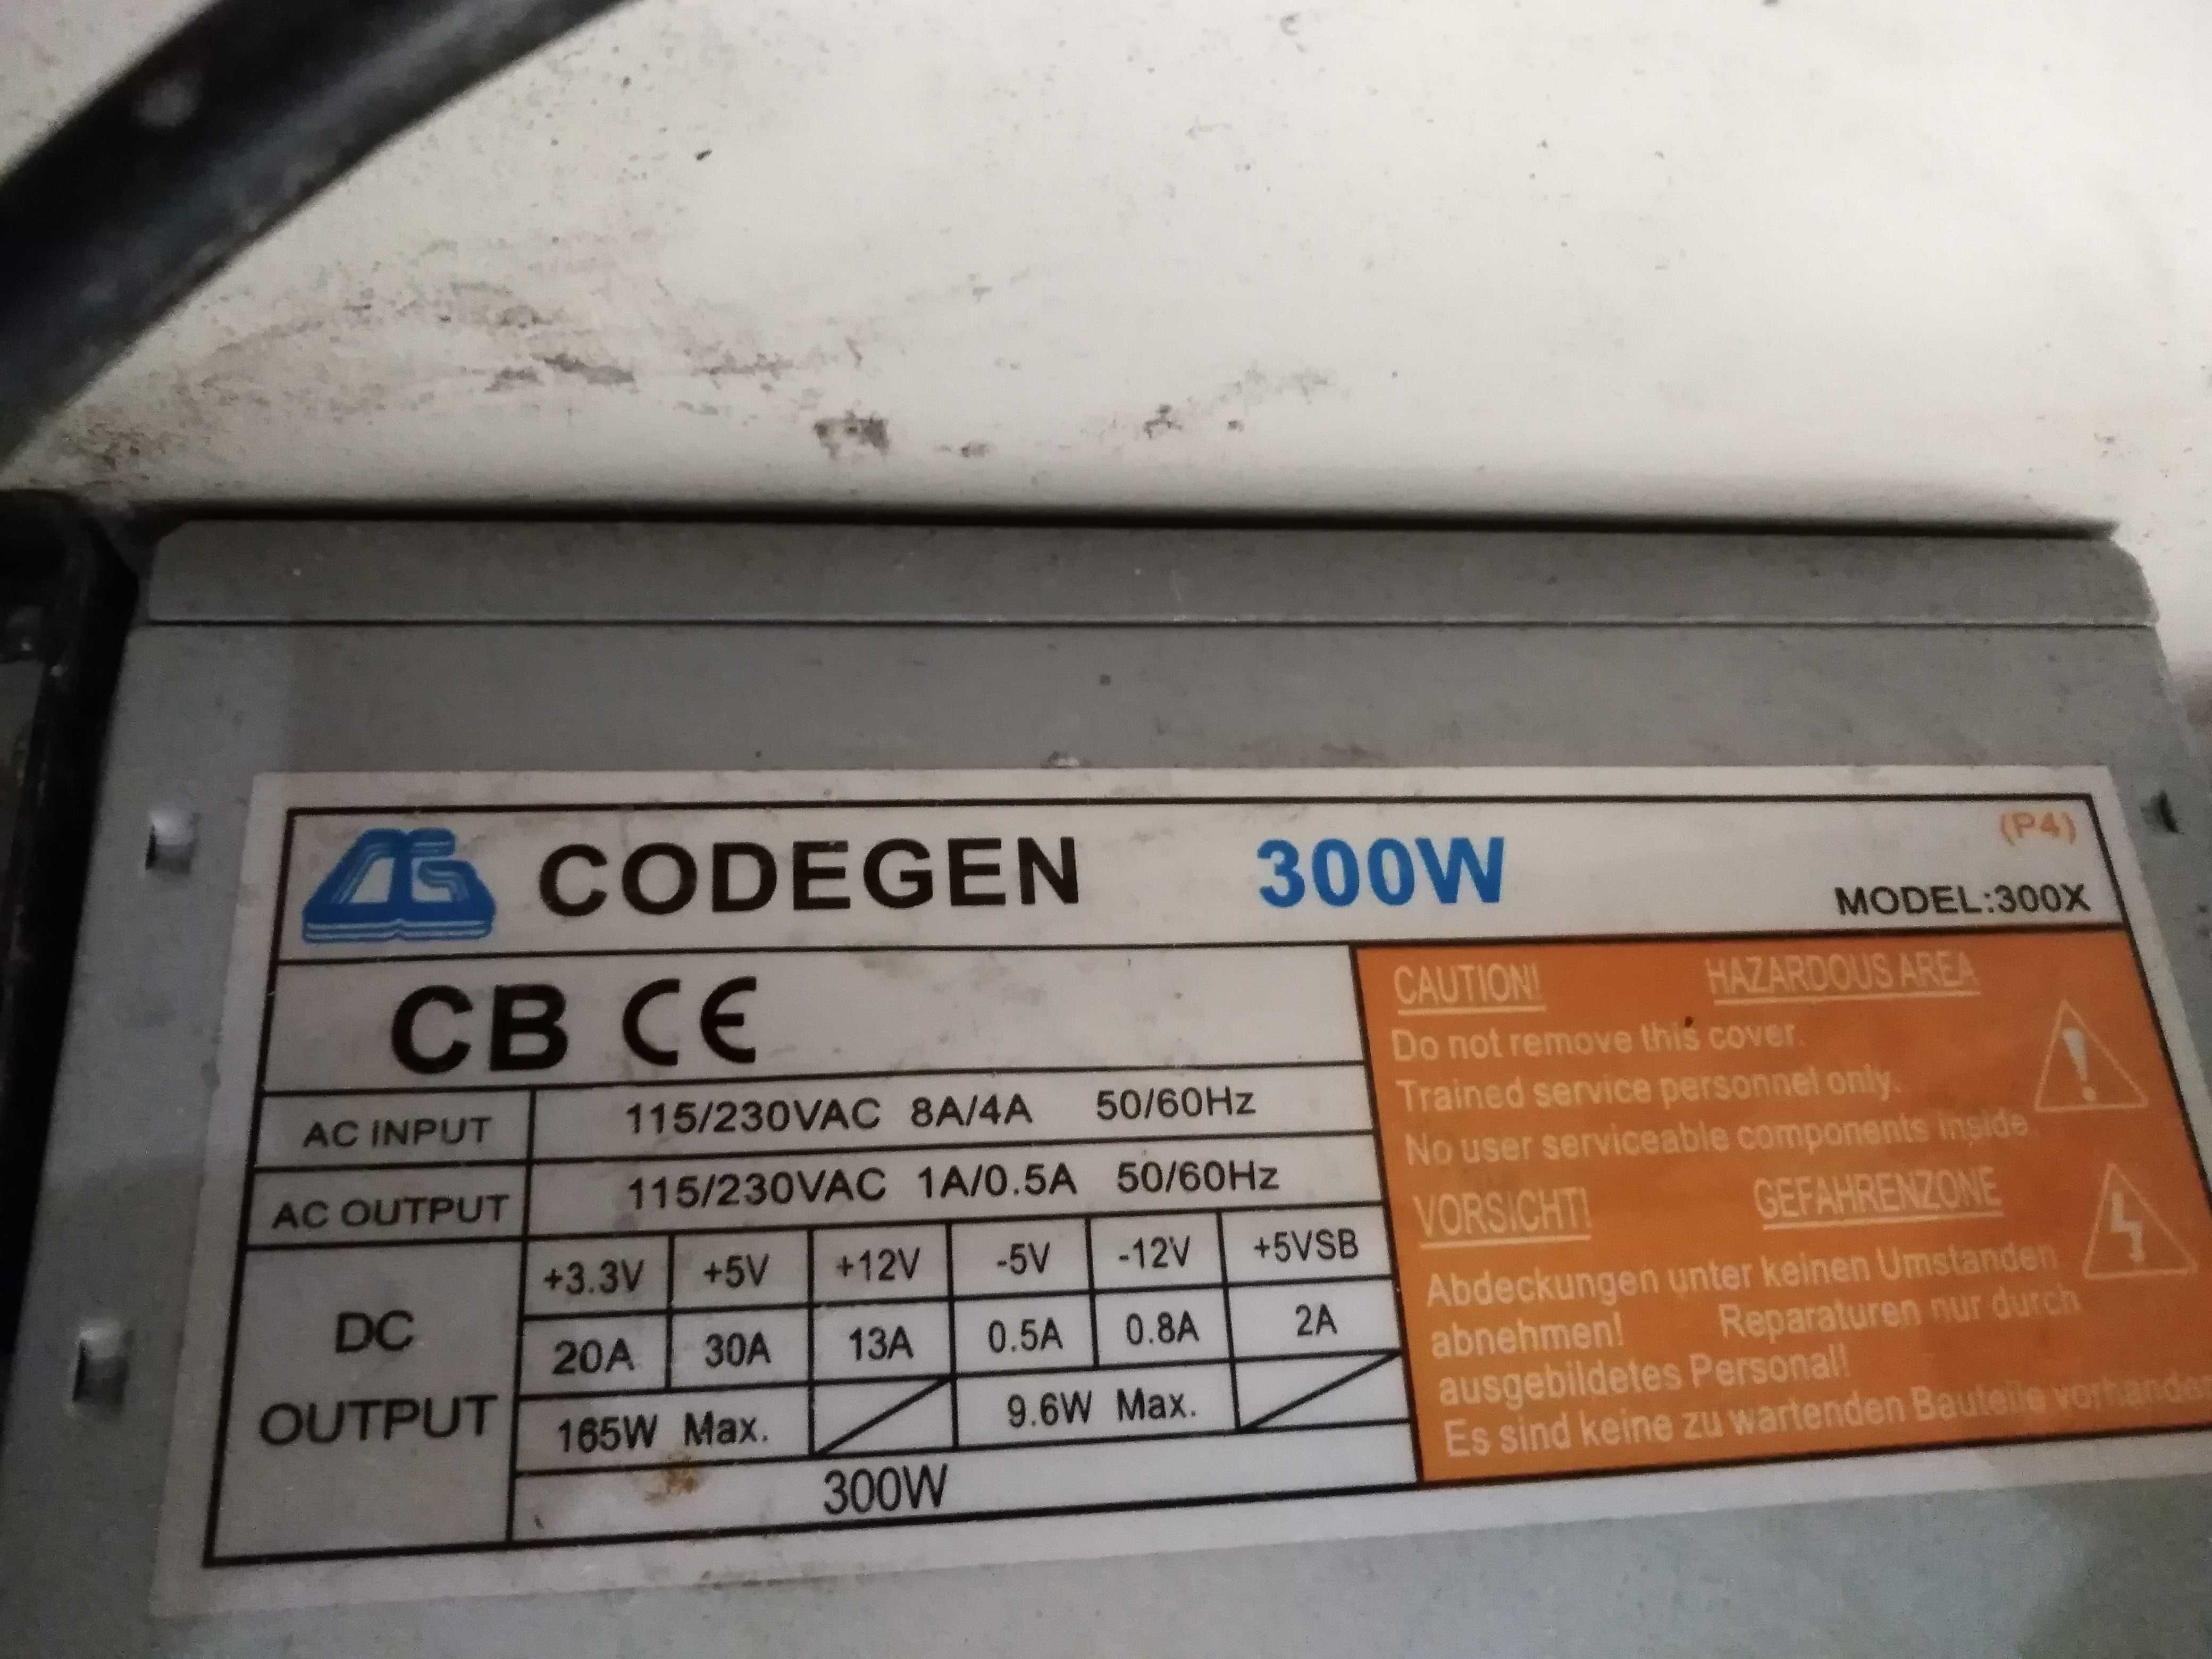 CODEGEN 300W (P4)
MODEL:300X
CB CE
AC INPUT 115/230VAC 8A/4A 50/60Hz
AC OUTPUT 115/230VAC 1A/0.5A 50/60Hz
DC OUTPUT
+3.3V +5V +12V -5V -12V +5VSB
20A 30A 13A 0.5A 0.8A 2A
165W Max. 9.6W Max.
300W
CAUTION! HAZARDOUS AREA
Do not remove this cover.
Trained service personnel only.
No user serviceable components inside.
VORSICHT! GEFAHRENZONE
Abdeckungen unter keinen Umstanden
abnehmen! Reparaturen nur durch
ausgebildetes Personal!
Es sind keine zu wartenden Bauteile